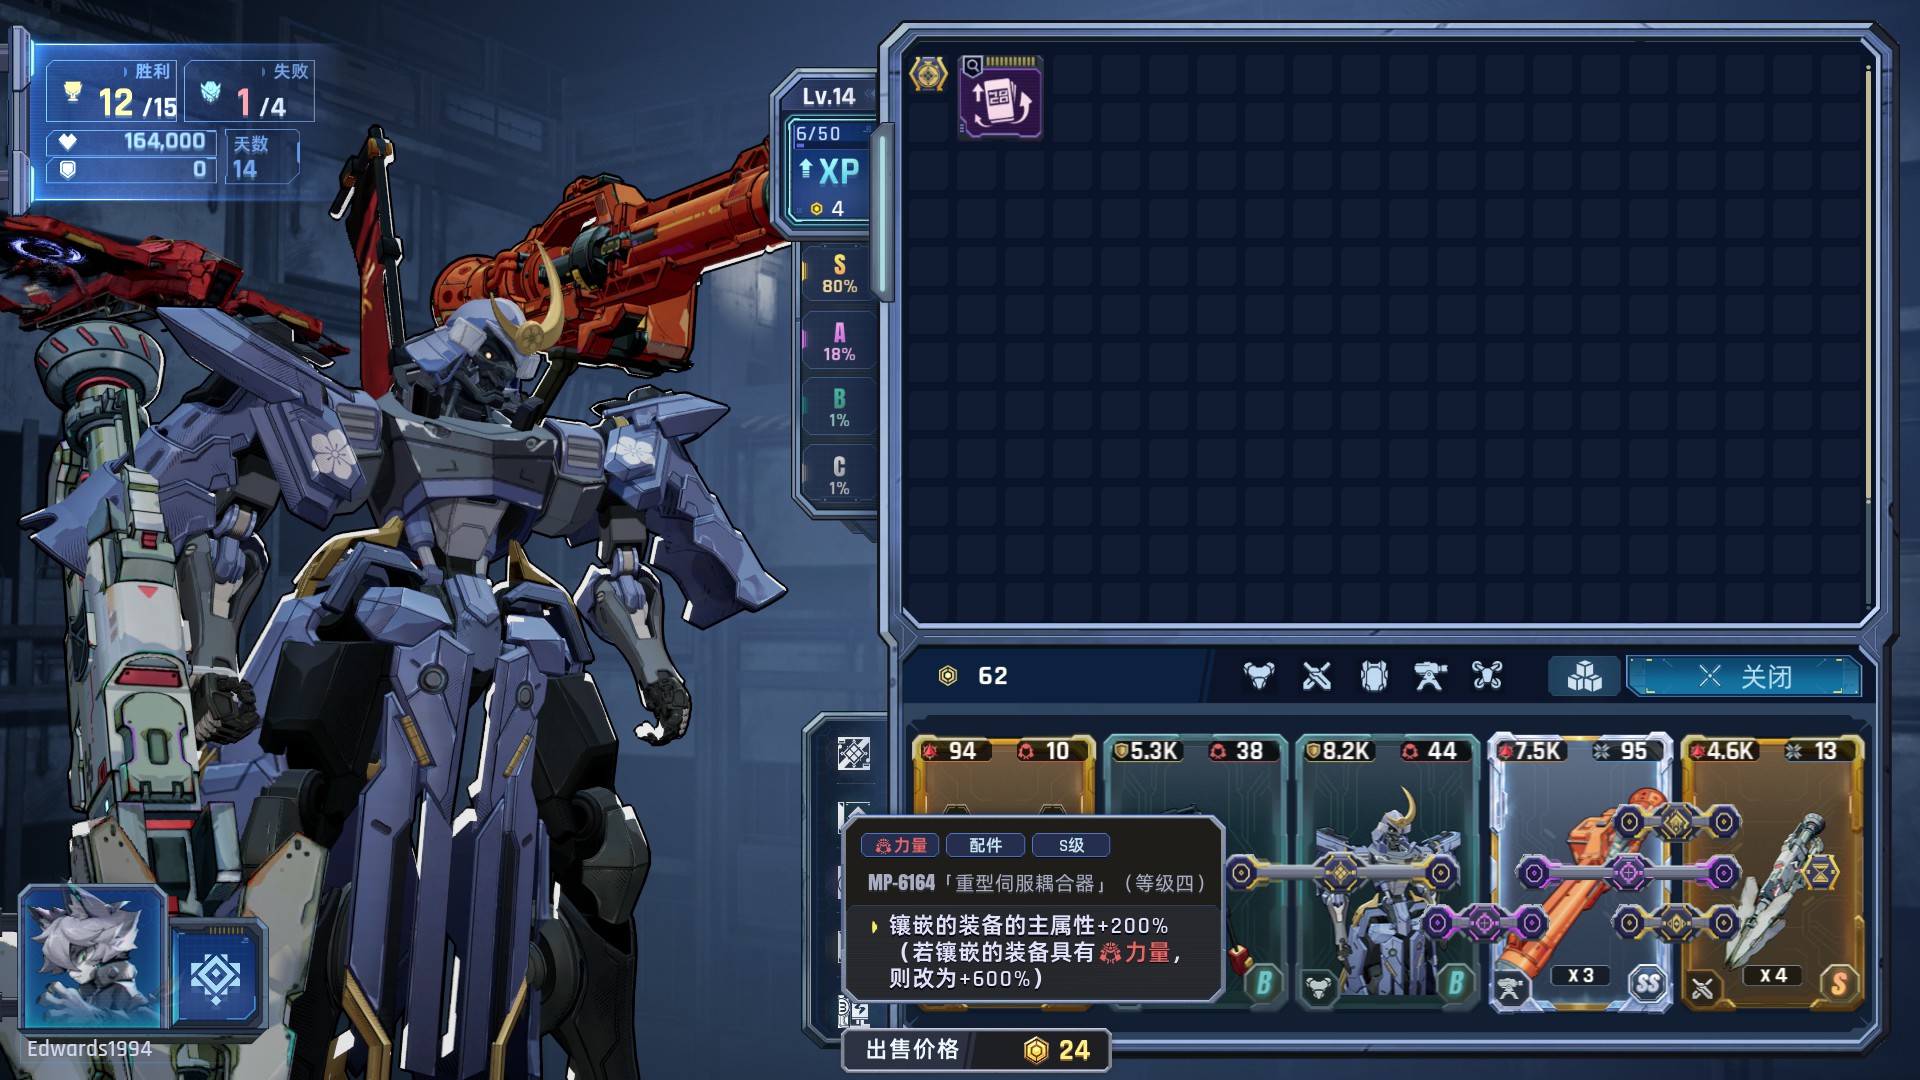 胜利
12 /15
失败
1 /4
164,000
0
天数
14
Lv.14
6/50
XP
4
S
80%
A
18%
B
1%
C
1%
62
关闭
94
10
5.3K
38
8.2K
44
7.5K
95
4.6K
13
B
B
X 3
SS
X 4
S
力量
配件
S级
MP-6164「重型伺服耦合器」（等级四）
镶嵌的装备的主属性+200%
（若镶嵌的装备具有力量，
则改为+600%）
出售价格
24
Edwards1994